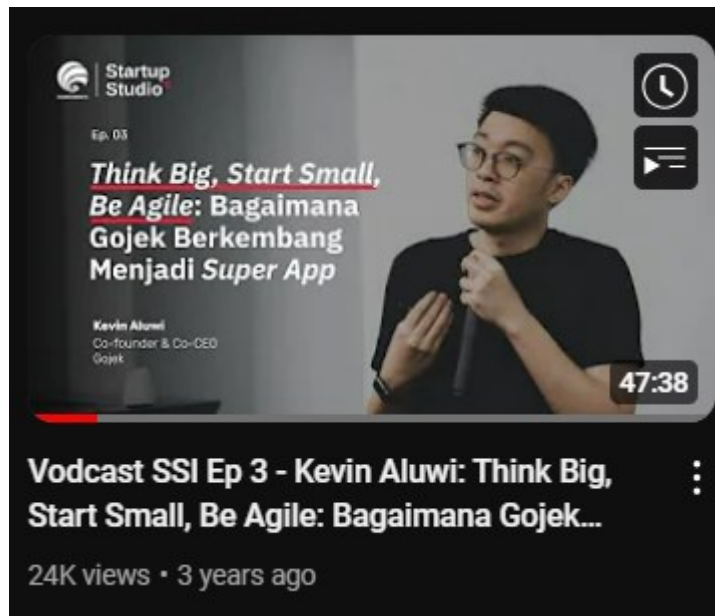 Startup
Studio
Ep. 03
Think Big, Start Small,
Be Agile: Bagaimana
Gojek Berkembang
Menjadi Super App
Kevin Aluwi
Co-founder & Co-CEO
Gojek
47:38
Vodcast SSI Ep 3 - Kevin Aluwi: Think Big,
Start Small, Be Agile: Bagaimana Gojek...
24K views • 3 years ago